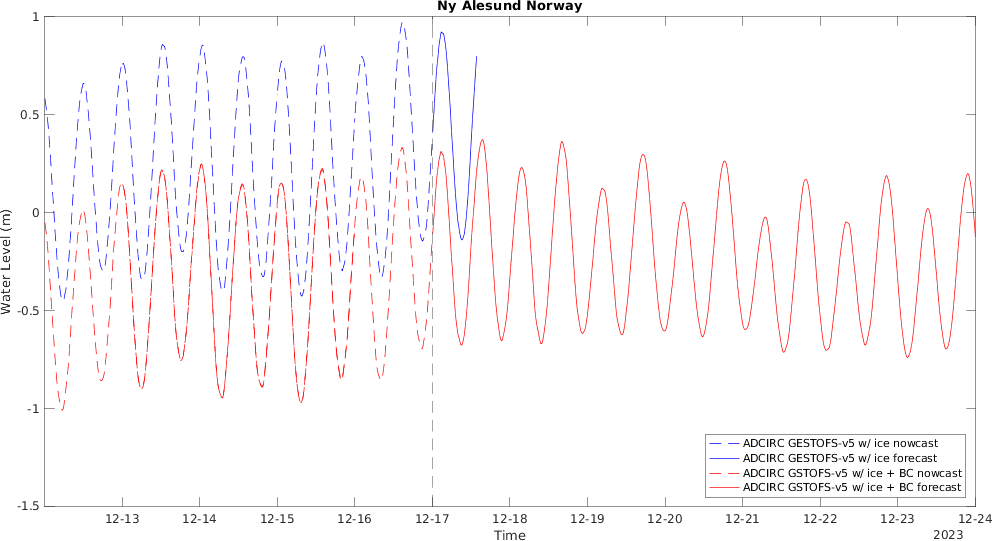 Ny Alesund Norway
1
0.5
0
-0.5
-1
-1.5
Water Level (m)
12-13 12-14 12-15 12-16 12-17 12-18 12-19 12-20 12-21 12-22 12-23 12-24
Time
2023
ADCIRC GESTOFS-v5 w/ ice nowcast
ADCIRC GESTOFS-v5 w/ ice forecast
ADCIRC GSTOFS-v5 w/ ice + BC nowcast
ADCIRC GSTOFS-v5 w/ ice + BC forecast